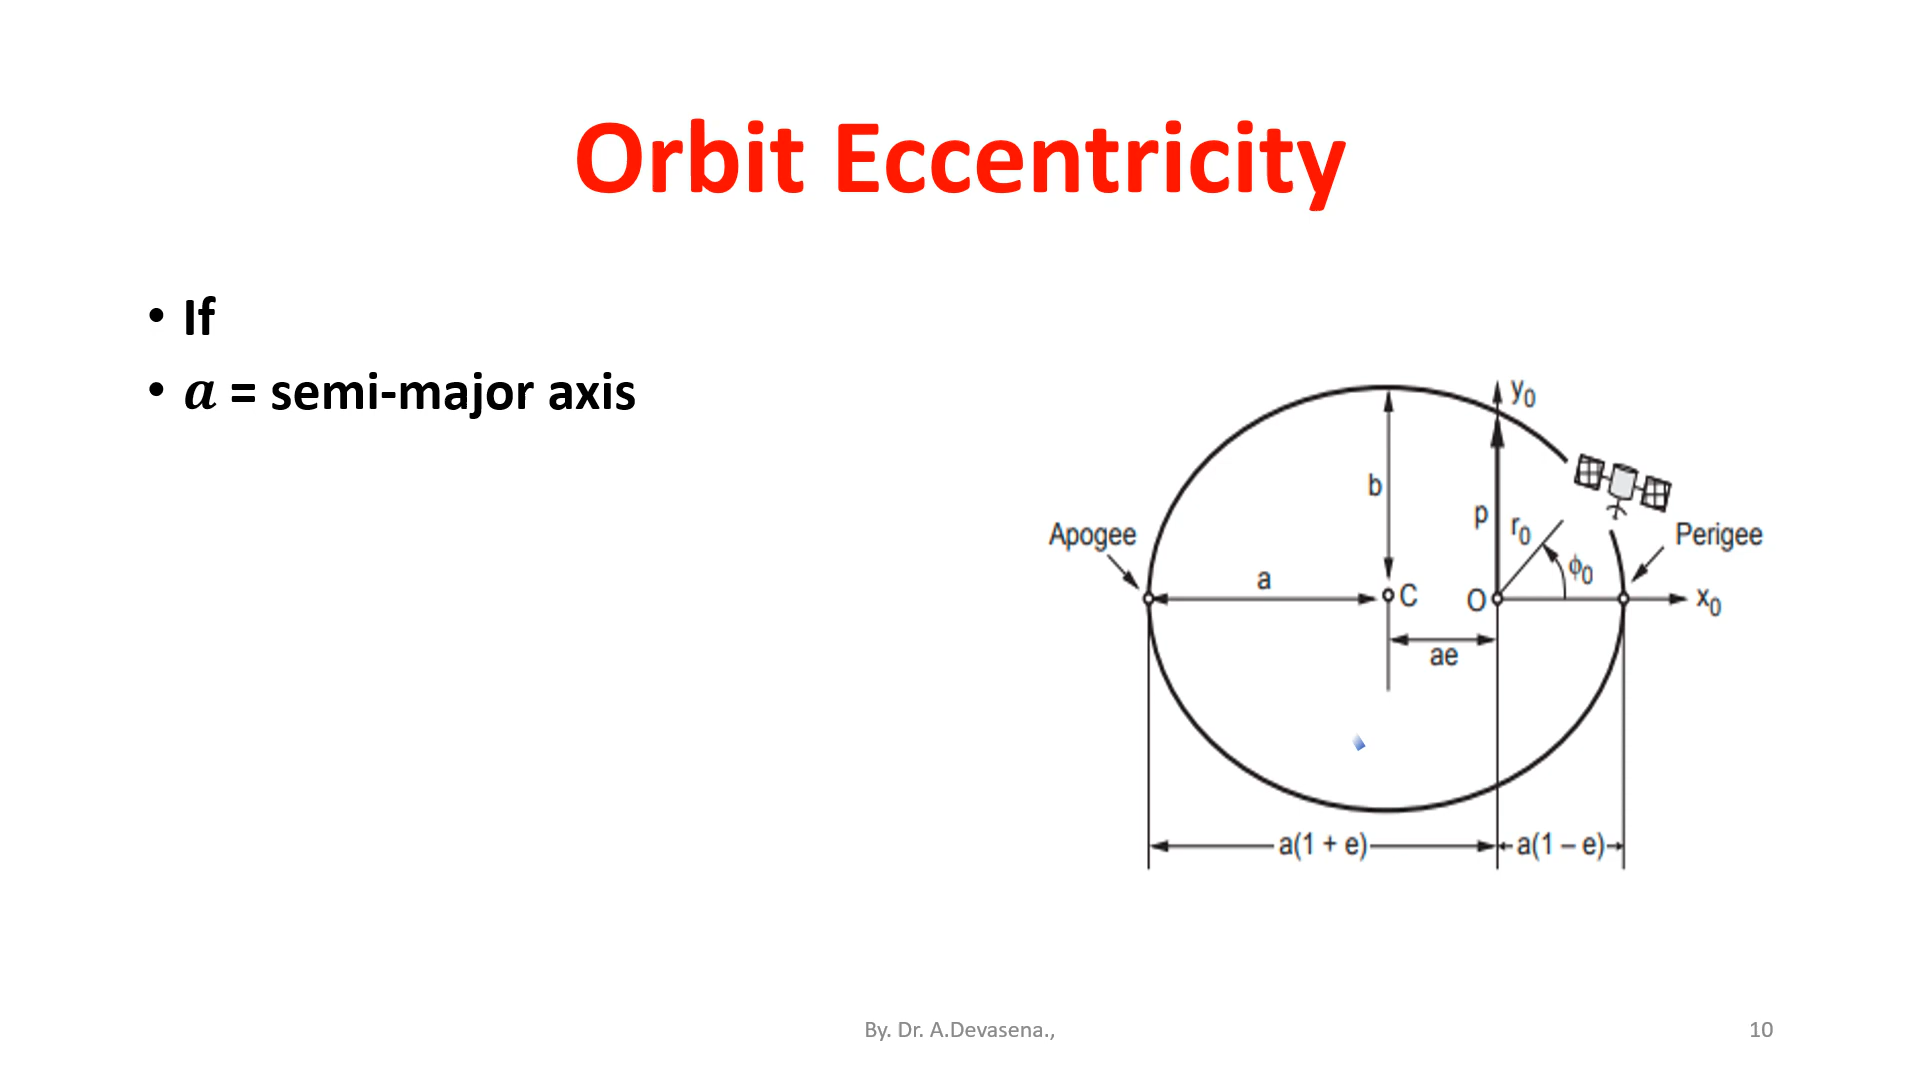 Orbit Eccentricity
• If
• a = semi-major axis
y₀
b
p
r₀
Apogee
Perigee
ϕ₀
a
C
O
x₀
ae
a(1 + e)
a(1 – e)
By. Dr. A.Devasena.,
10